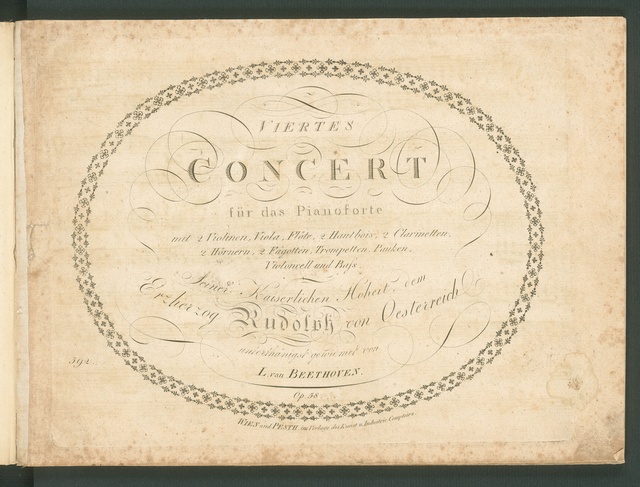 VIERTES
CONCERT
für das Pianoforte
mit 2 Violinen, Viola, Flöte, 2 Hautbois, 2 Clarinetten,
2 Hörnern, 2 Fagotten, Trompetten, Pauken,
Violoncell und Bass
Seiner Kaiserlichen Hoheit, dem
Erzherzog Rudolph von Oesterreich
unterthänigst gewidmet von
L. van BEETHOVEN.
Op. 58
592.
WIEN und PESTH im Verlage des Kunst u. Industrie Comptoirs.